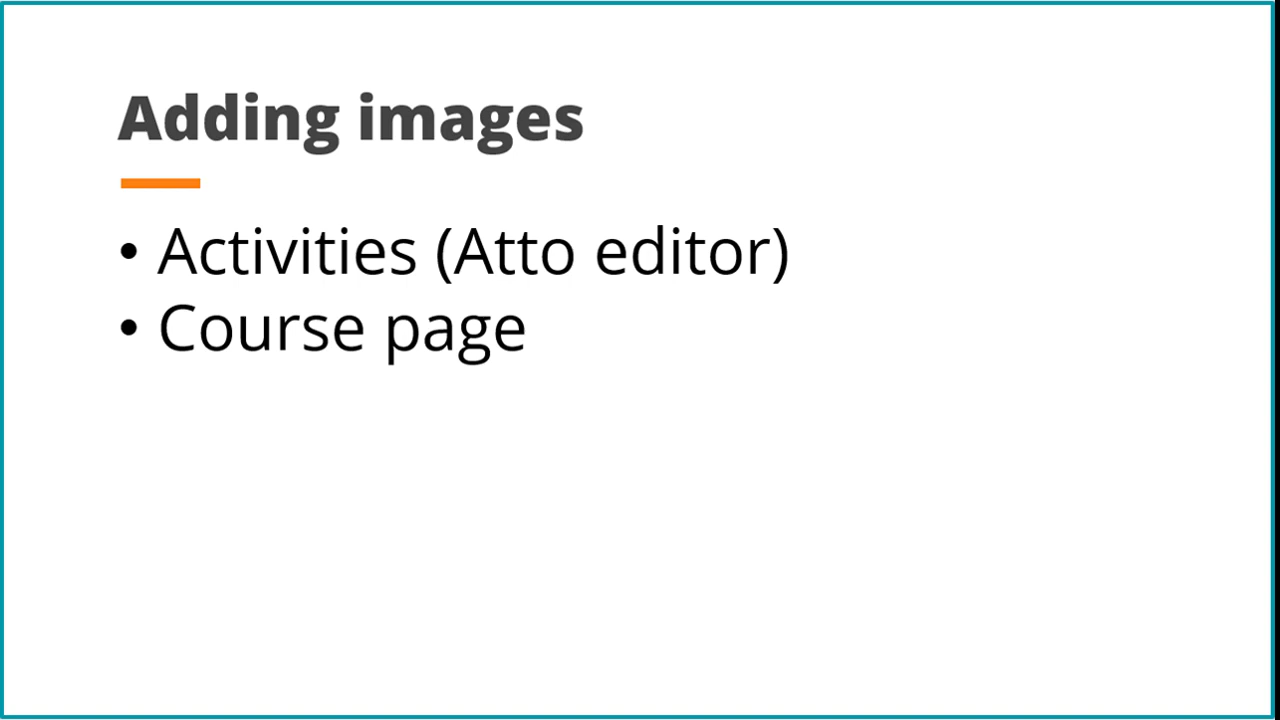 Adding images
• Activities (Atto editor)
• Course page